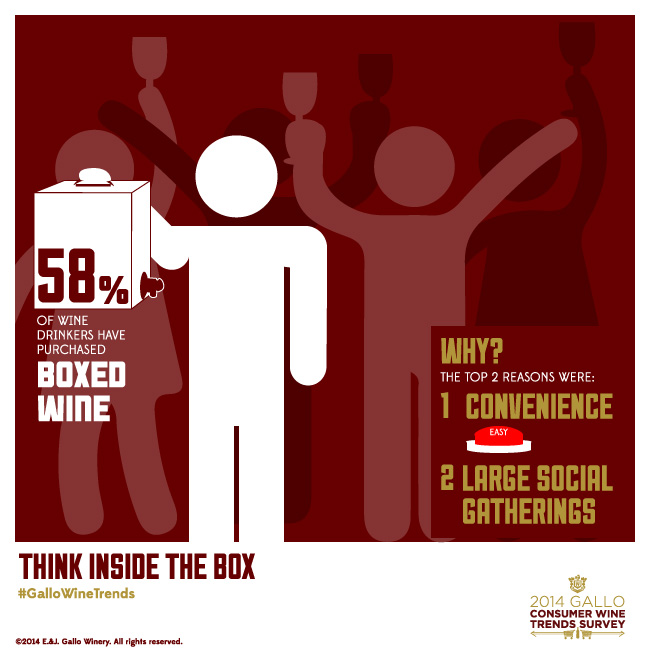 58%
OF WINE
DRINKERS HAVE
PURCHASED
BOXED
WINE
WHY?
THE TOP 2 REASONS WERE:
1 CONVENIENCE
EASY
2 LARGE SOCIAL
GATHERINGS
THINK INSIDE THE BOX
#GalloWineTrends
2014 GALLO
CONSUMER WINE
TRENDS SURVEY
©2014 E.&J. Gallo Winery. All rights reserved.